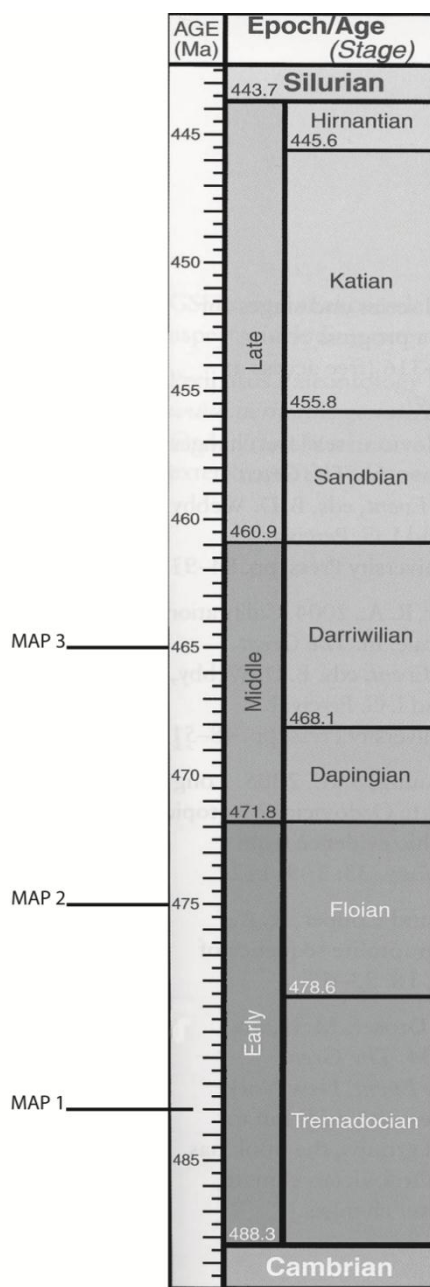 AGE
(Ma)
Epoch/Age
(Stage)
Silurian
443.7
445
Hirnantian
445.6
450
Katian
Late
455
455.8
Sandbian
460
460.9
MAP 3
465
Darriwilian
Middle
468.1
470
Dapingian
471.8
MAP 2
475
Floian
478.6
Early
MAP 1
Tremadocian
485
488.3
Cambrian